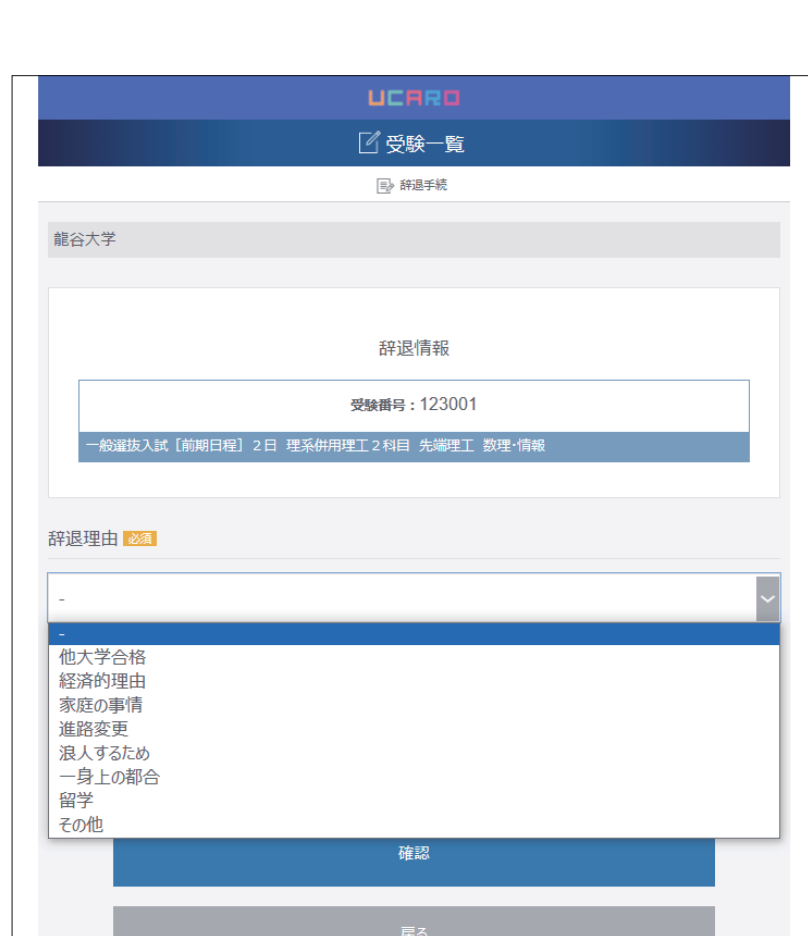 UCARO
受験一覧
辞退手続
龍谷大学
辞退情報
受験番号：123001
一般選抜入試［前期日程］２日 理系併用理工２科目 先端理工 数理・情報
辞退理由 必須
-
-
他大学合格
経済的理由
家庭の事情
進路変更
浪人するため
一身上の都合
留学
その他
確認
戻る